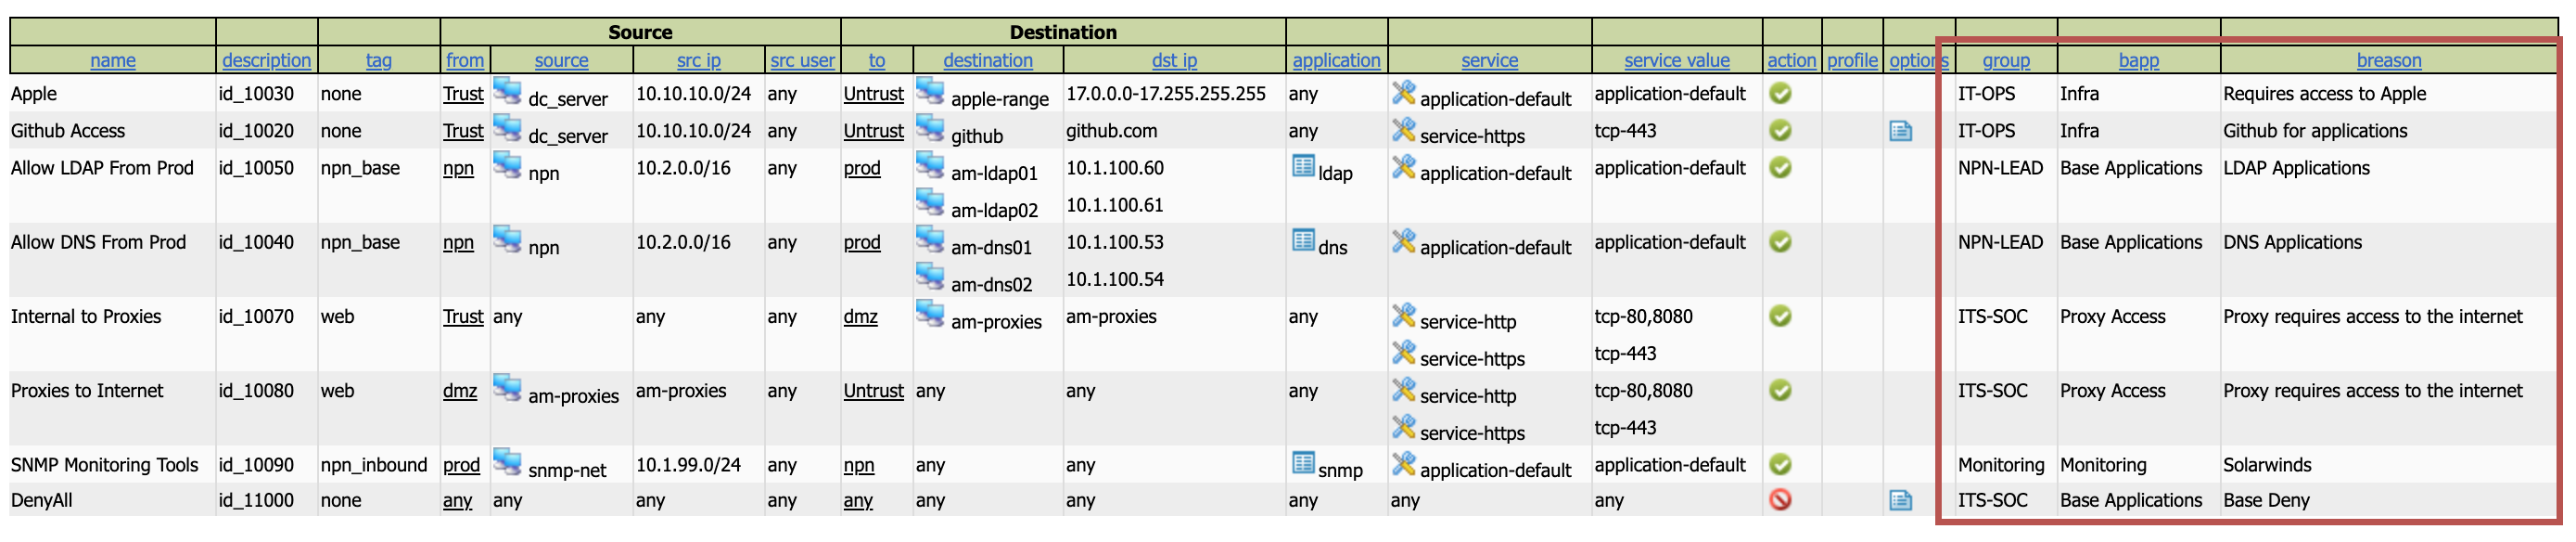 Source Destination
name description tag from source src ip src user to destination dst ip application service service value action profile options group bapp breason
Apple id_10030 none Trust dc_server 10.10.10.0/24 any Untrust apple-range 17.0.0.0-17.255.255.255 any application-default application-default IT-OPS Infra Requires access to Apple
Github Access id_10020 none Trust dc_server 10.10.10.0/24 any Untrust github github.com any service-https tcp-443 IT-OPS Infra Github for applications
Allow LDAP From Prod id_10050 npn_base npn npn 10.2.0.0/16 any prod am-ldap01 10.1.100.60 ldap application-default application-default NPN-LEAD Base Applications LDAP Applications
am-ldap02 10.1.100.61
Allow DNS From Prod id_10040 npn_base npn npn 10.2.0.0/16 any prod am-dns01 10.1.100.53 dns application-default application-default NPN-LEAD Base Applications DNS Applications
am-dns02 10.1.100.54
Internal to Proxies id_10070 web Trust any any any dmz am-proxies am-proxies any service-http tcp-80,8080 ITS-SOC Proxy Access Proxy requires access to the internet
service-https tcp-443
Proxies to Internet id_10080 web dmz am-proxies am-proxies any Untrust any any any service-http tcp-80,8080 ITS-SOC Proxy Access Proxy requires access to the internet
service-https tcp-443
SNMP Monitoring Tools id_10090 npn_inbound prod snmp-net 10.1.99.0/24 any npn any any snmp application-default application-default Monitoring Monitoring Solarwinds
DenyAll id_11000 none any any any any any any any any any any ITS-SOC Base Applications Base Deny